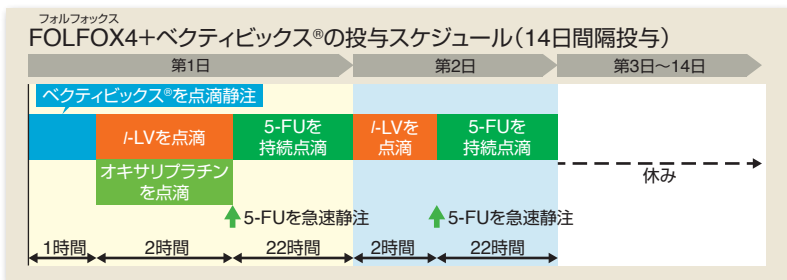 フォルフォックス
FOLFOX4+ベクティビックス®の投与スケジュール(14日間隔投与)
第1日
第2日
第3日～14日
ベクティビックス®を点滴静注
l-LVを点滴
5-FUを
持続点滴
l-LVを
点滴
5-FUを
持続点滴
オキサリプラチン
を点滴
休み
5-FUを急速静注
5-FUを急速静注
1時間
2時間
22時間
2時間
22時間